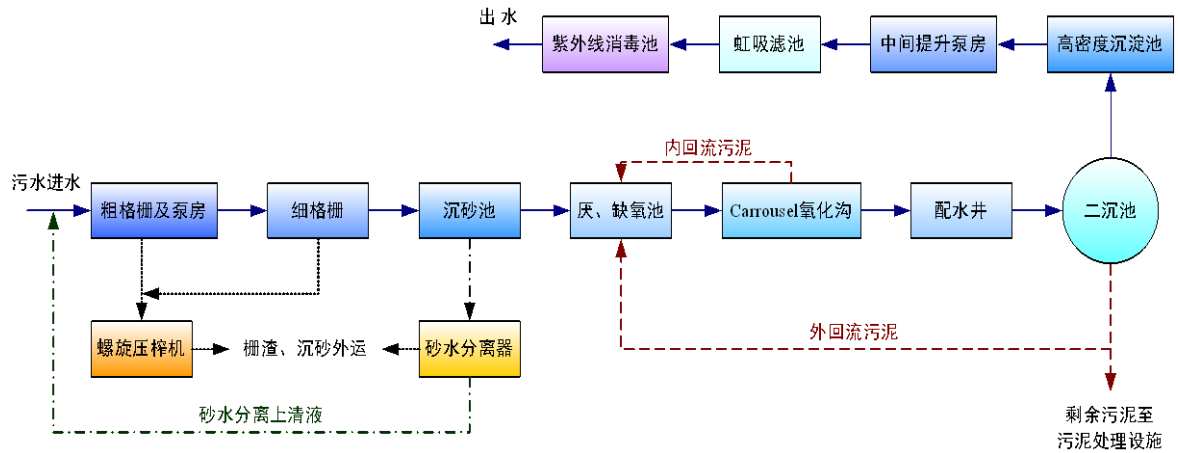 出 水
紫外线消毒池
虹吸滤池
中间提升泵房
高密度沉淀池
内回流污泥
污水进水
粗格栅及泵房
细格栅
沉砂池
厌、缺氧池
Carrousel氧化沟
配水井
二沉池
外回流污泥
螺旋压榨机
栅渣、沉砂外运
砂水分离器
砂水分离上清液
剩余污泥至
污泥处理设施